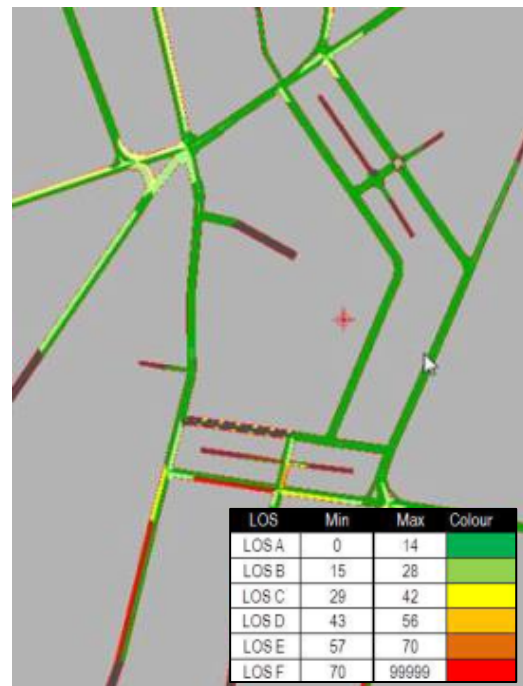 LOS Min Max Colour
LOS A 0 14
LOS B 15 28
LOS C 29 42
LOS D 43 56
LOS E 57 70
LOS F 70 99999